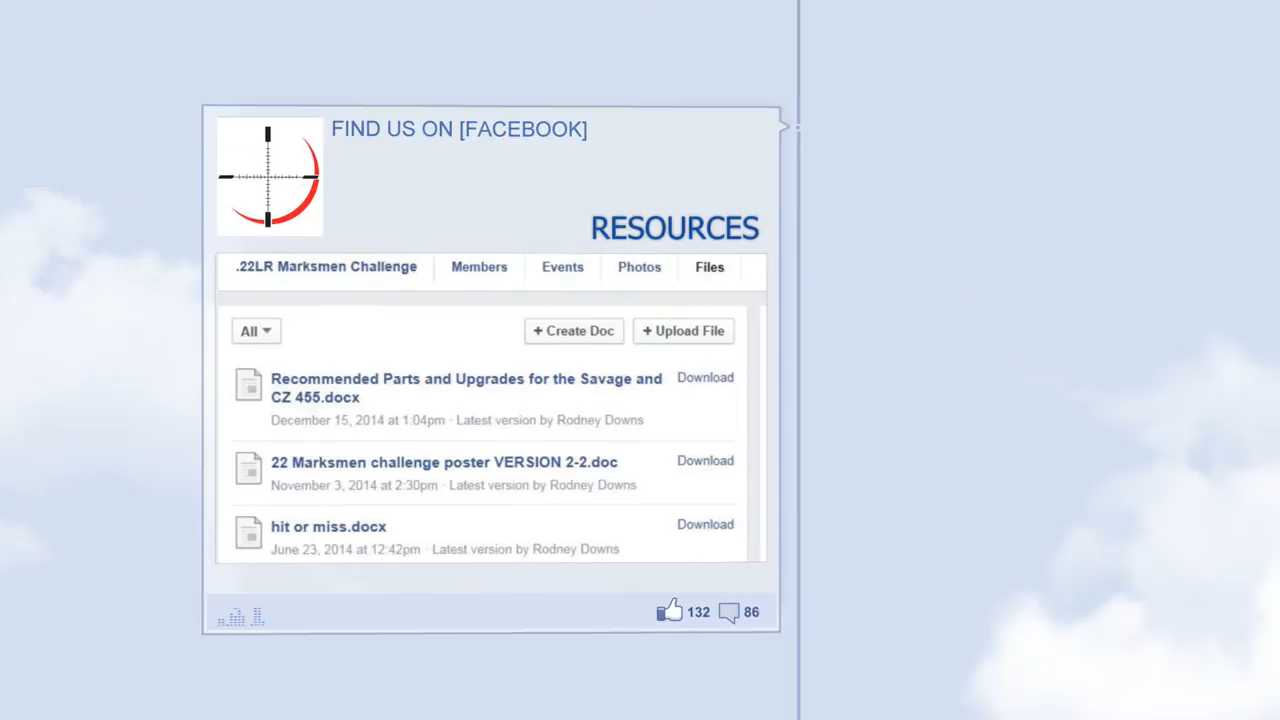 FIND US ON [FACEBOOK]
RESOURCES
.22LR Marksmen Challenge Members Events Photos Files
All + Create Doc + Upload File
Recommended Parts and Upgrades for the Savage and Download
CZ 455.docx
December 15, 2014 at 1:04pm · Latest version by Rodney Downs
22 Marksmen challenge poster VERSION 2-2.doc Download
November 3, 2014 at 2:30pm · Latest version by Rodney Downs
hit or miss.docx Download
June 23, 2014 at 12:42pm · Latest version by Rodney Downs
132 86